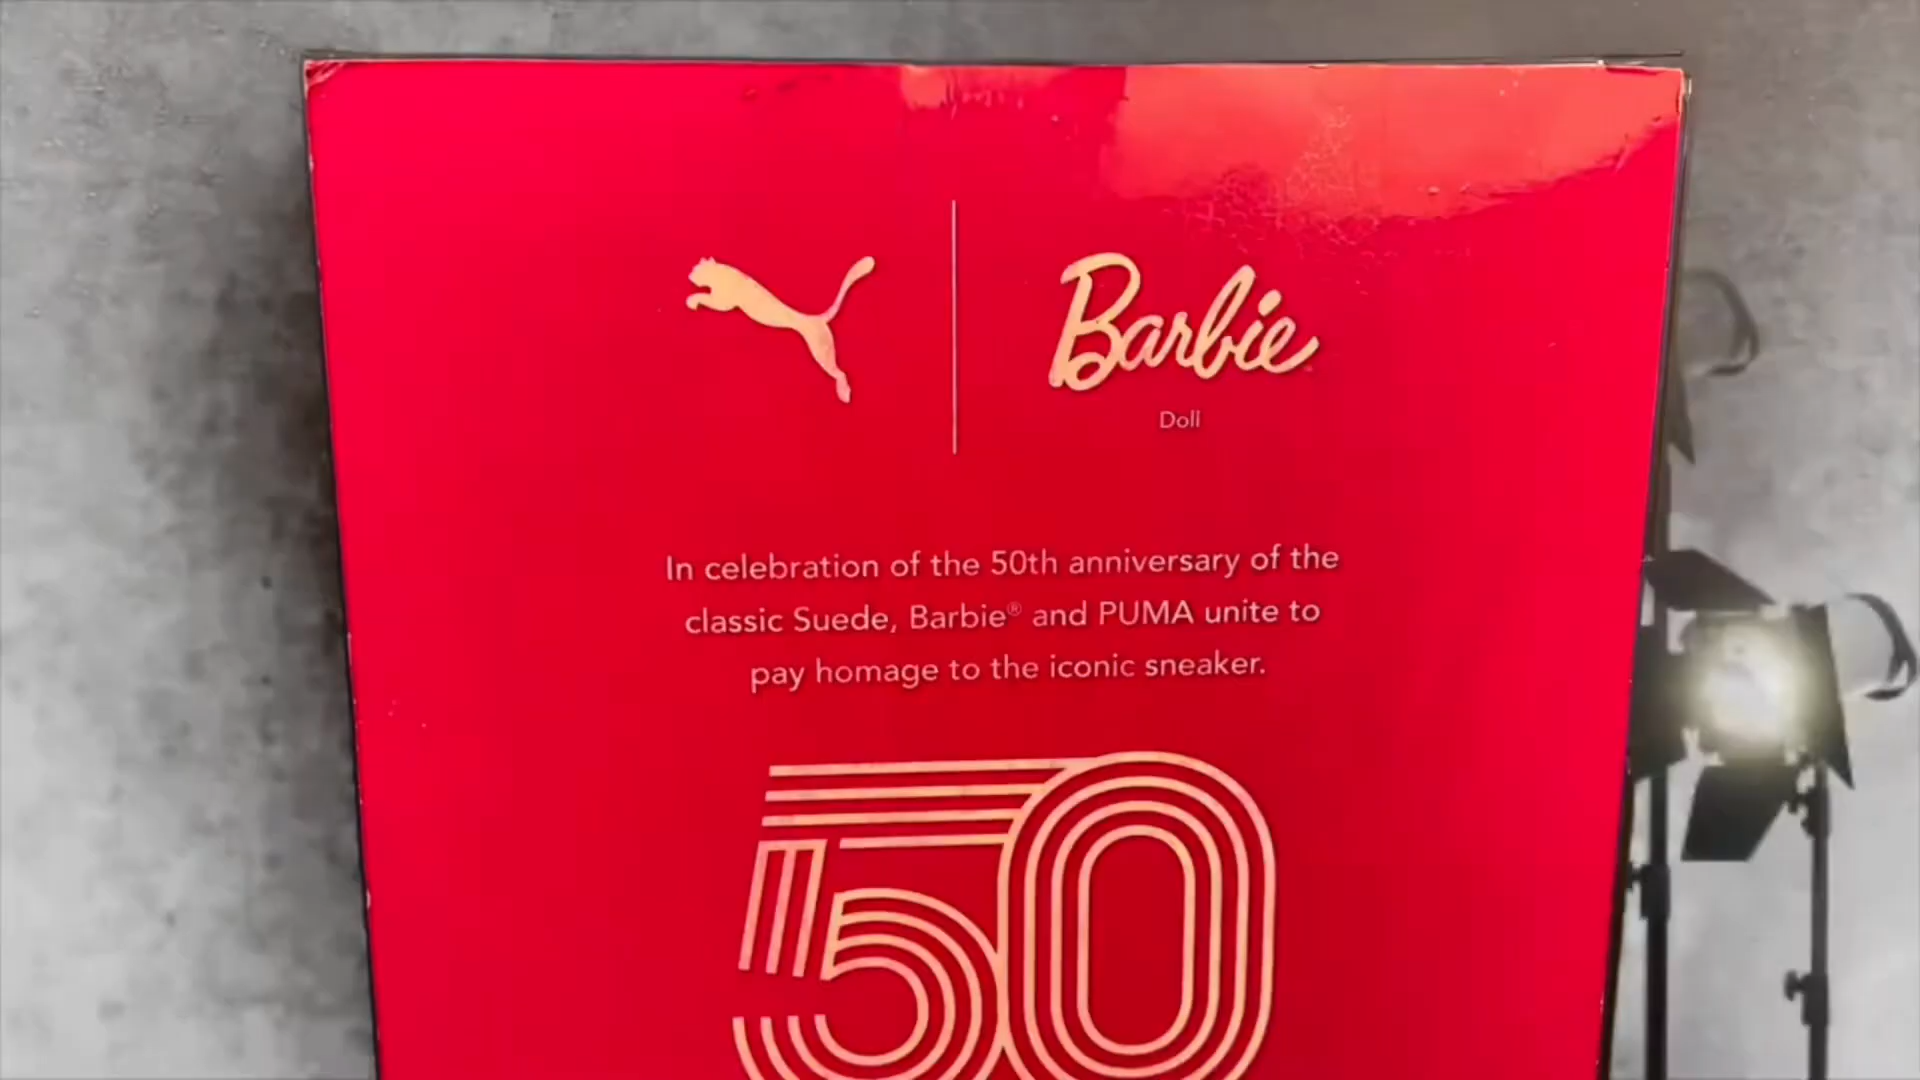 Barbie
Doll
In celebration of the 50th anniversary of the
classic Suede, Barbie® and PUMA unite to
pay homage to the iconic sneaker.
50